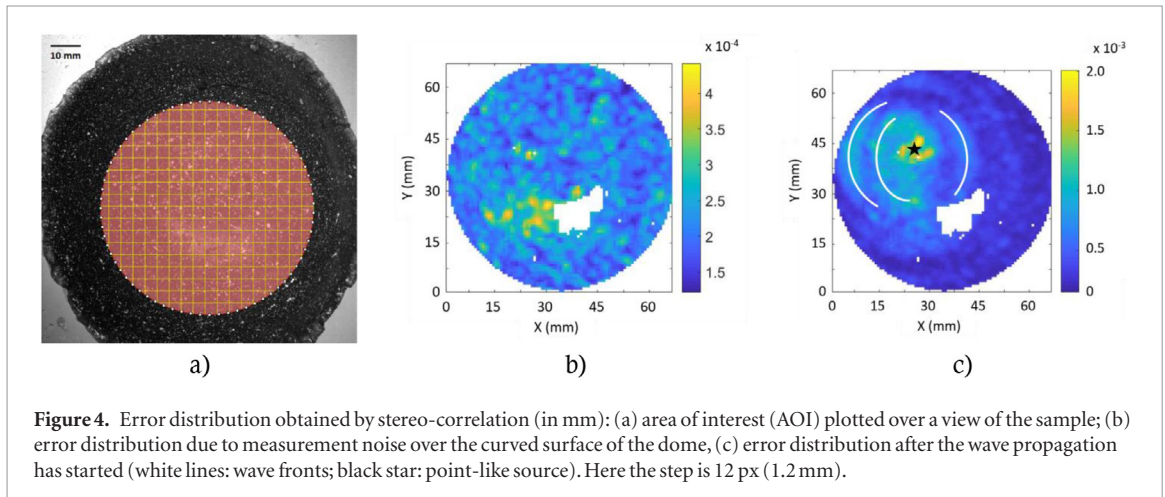 10 mm
a)
x 10⁻⁴
60
45
30
15
0
Y (mm)
0 15 30 45 60
X (mm)
4
3.5
3
2.5
2
1.5
b)
x 10⁻³
60
45
30
15
0
Y (mm)
0 15 30 45 60
X (mm)
2.0
1.5
1.0
0.5
0
c)
Figure 4. Error distribution obtained by stereo-correlation (in mm): (a) area of interest (AOI) plotted over a view of the sample; (b)
error distribution due to measurement noise over the curved surface of the dome, (c) error distribution after the wave propagation
has started (white lines: wave fronts; black star: point-like source). Here the step is 12 px (1.2 mm).